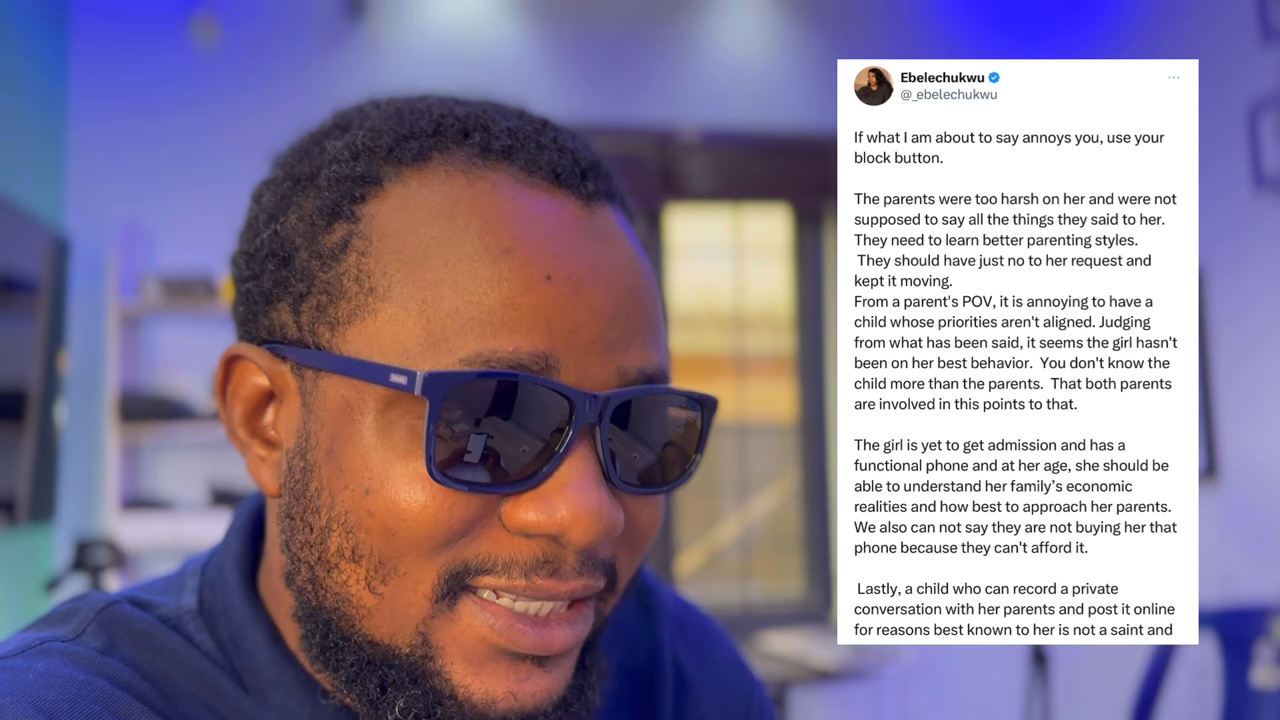 Ebelechukwu
@_ebelechukwu
If what I am about to say annoys you, use your
block button.
The parents were too harsh on her and were not
supposed to say all the things they said to her.
They need to learn better parenting styles.
They should have just no to her request and
kept it moving.
From a parent's POV, it is annoying to have a
child whose priorities aren't aligned. Judging
from what has been said, it seems the girl hasn't
been on her best behavior.  You don't know the
child more than the parents.  That both parents
are involved in this points to that.
The girl is yet to get admission and has a
functional phone and at her age, she should be
able to understand her family’s economic
realities and how best to approach her parents.
We also can not say they are not buying her that
phone because they can't afford it.
Lastly, a child who can record a private
conversation with her parents and post it online
for reasons best known to her is not a saint and